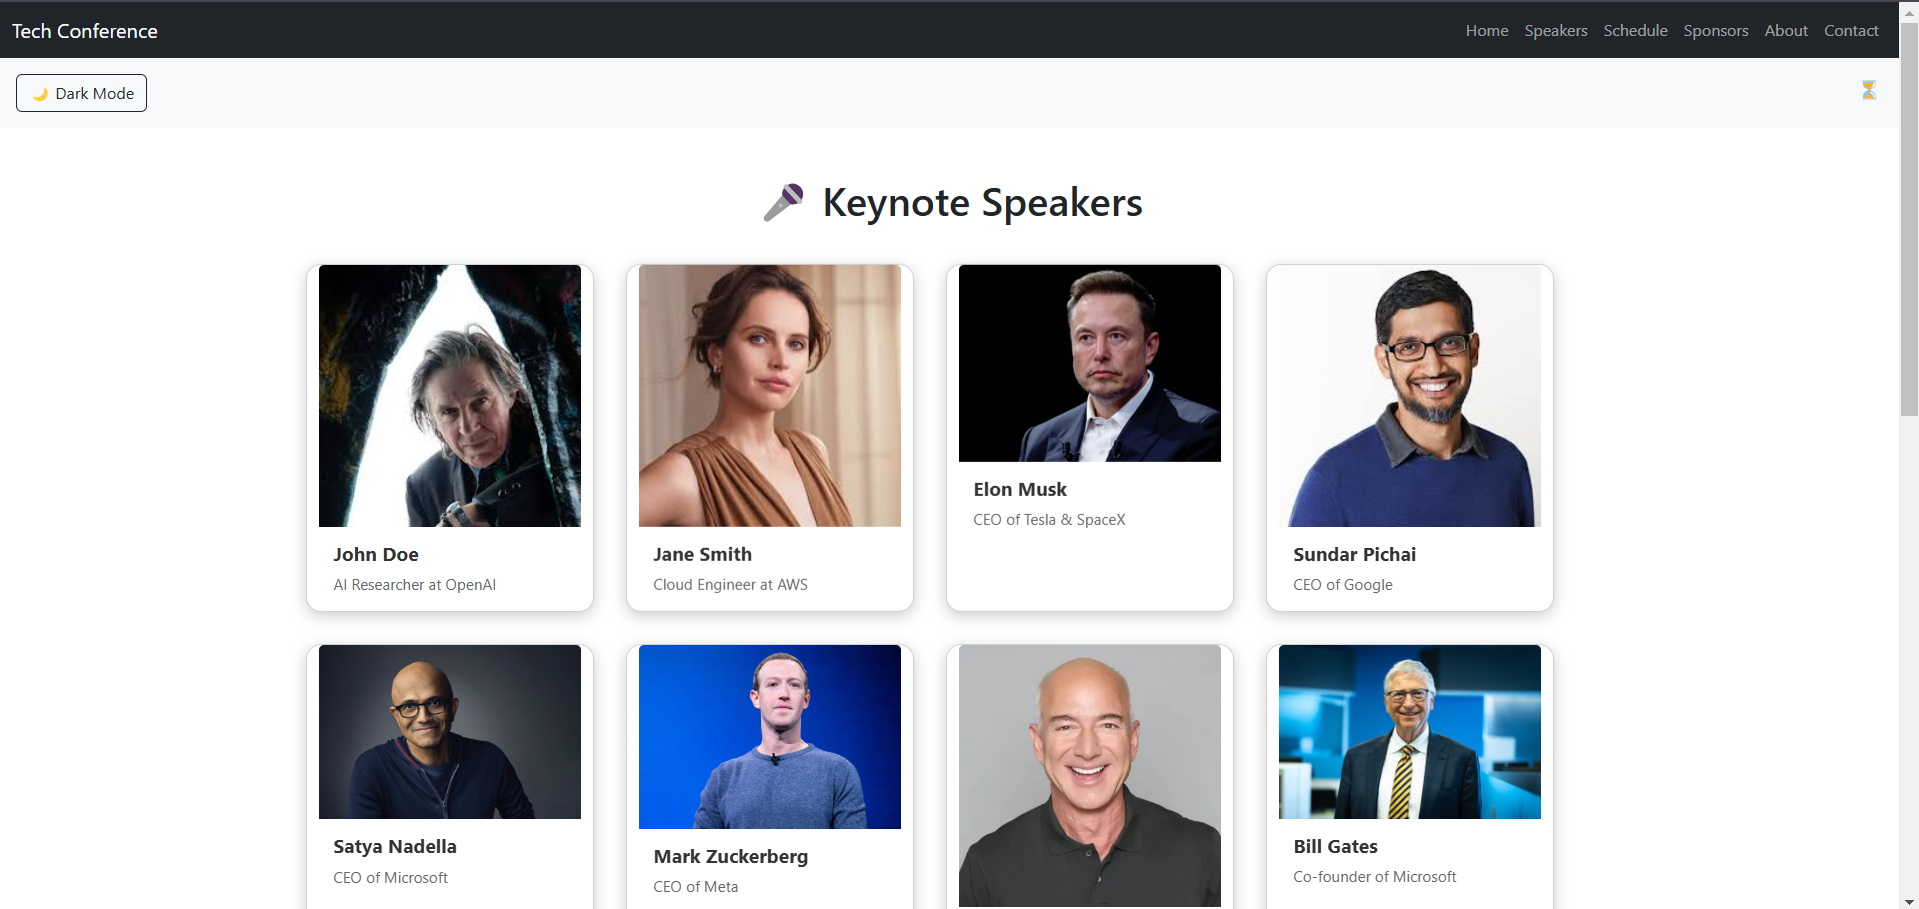 Tech Conference
Home Speakers Schedule Sponsors About Contact
🌙 Dark Mode
⏳
🎤 Keynote Speakers
John Doe
AI Researcher at OpenAI
Jane Smith
Cloud Engineer at AWS
Elon Musk
CEO of Tesla & SpaceX
Sundar Pichai
CEO of Google
Satya Nadella
CEO of Microsoft
Mark Zuckerberg
CEO of Meta
Bill Gates
Co-founder of Microsoft